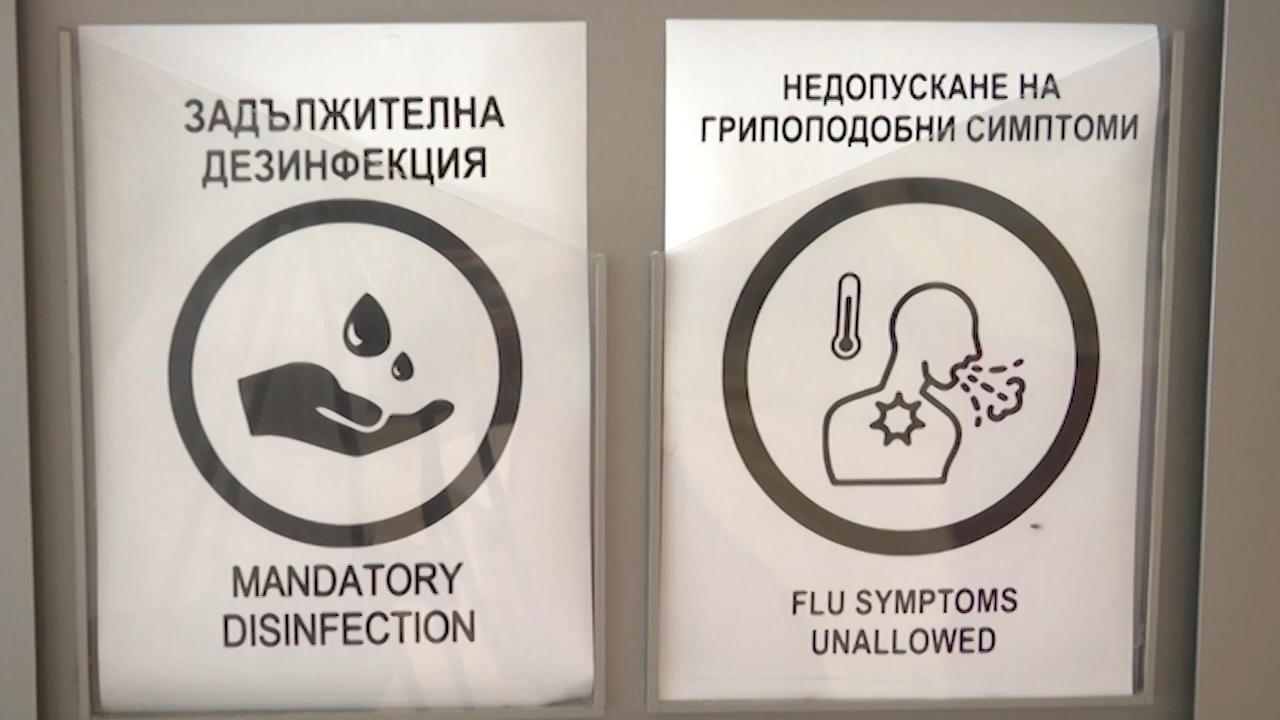 ЗАДЪЛЖИТЕЛНА
ДЕЗИНФЕКЦИЯ
MANDATORY
DISINFECTION
НЕДОПУСКАНЕ НА
ГРИПОПОДОБНИ СИМПТОМИ
FLU SYMPTOMS
UNALLOWED